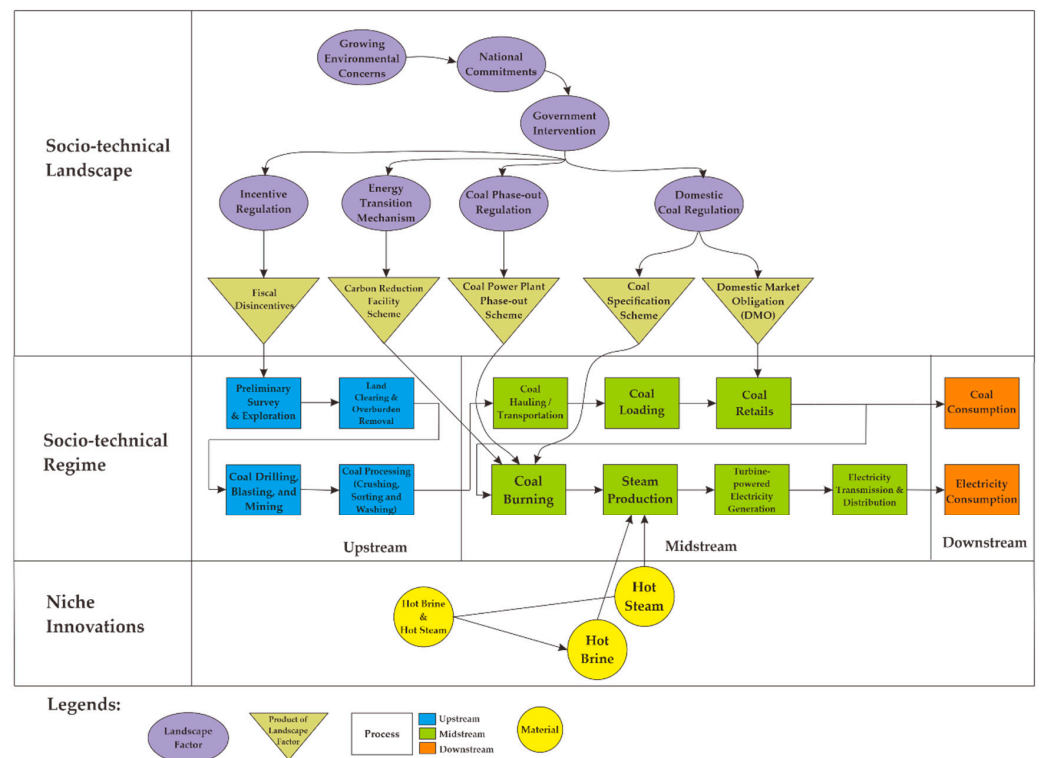 Growing
Environmental
Concerns
National
Commitments
Government
Intervention
Socio-technical
Landscape
Incentive
Regulation
Energy
Transition
Mechanism
Coal Phase-out
Regulation
Domestic
Coal Regulation
Fiscal
Disincentives
Carbon Reduction
Facility
Scheme
Coal Power Plant
Phase-out
Scheme
Coal
Specification
Scheme
Domestic Market
Obligation
(DMO)
Socio-technical
Regime
Preliminary
Survey
& Exploration
Land
Clearing &
Overburden
Removal
Coal
Hauling /
Transportation
Coal
Loading
Coal
Retails
Coal
Consumption
Coal Drilling,
Blasting, and
Mining
Coal Processing
(Crushing,
Sorting and
Washing)
Coal
Burning
Steam
Production
Turbine-
powered
Electricity
Generation
Electricity
Transmission &
Distribution
Electricity
Consumption
Upstream
Midstream
Downstream
Niche
Innovations
Hot Brine
&
Hot Steam
Hot
Steam
Hot
Brine
Legends:
Landscape
Factor
Product of
Landscape
Factor
Process
Upstream
Midstream
Downstream
Material